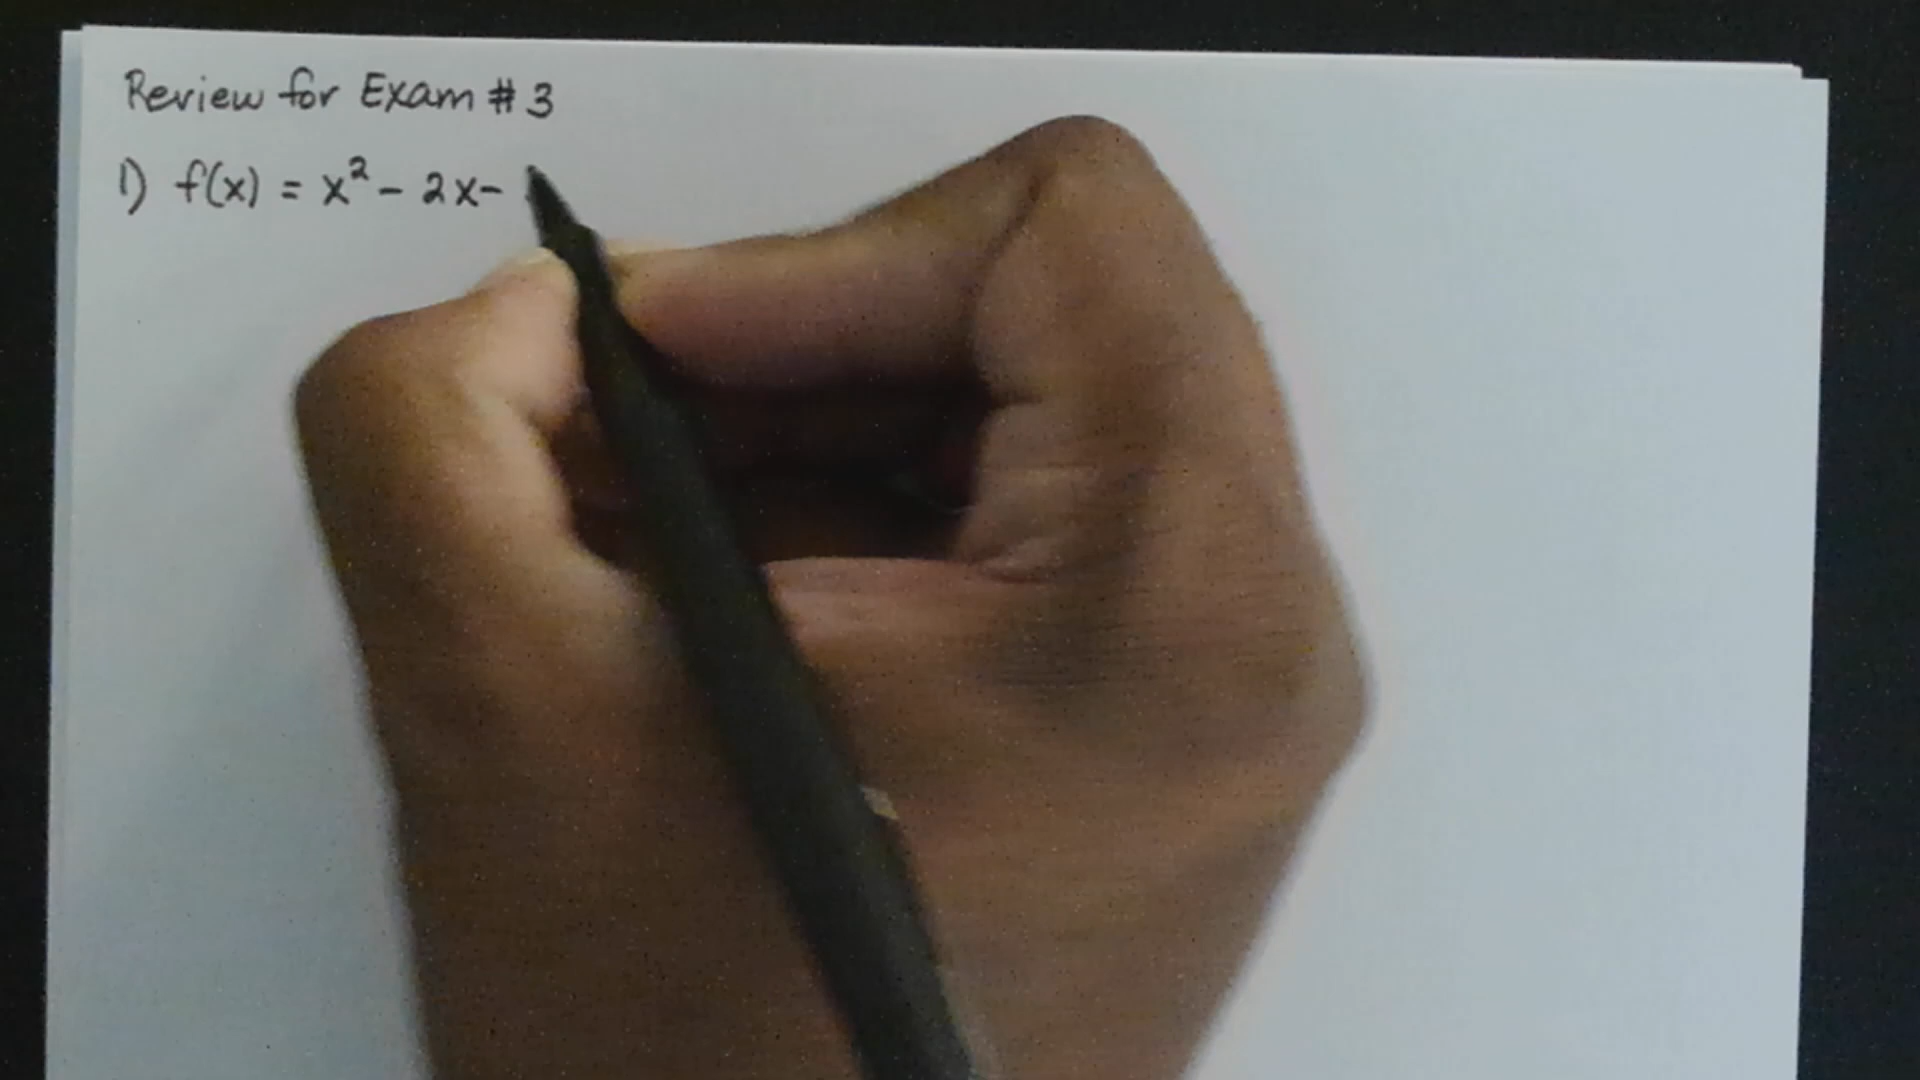 Review for Exam # 3
1) f(x) = x² - 2x-